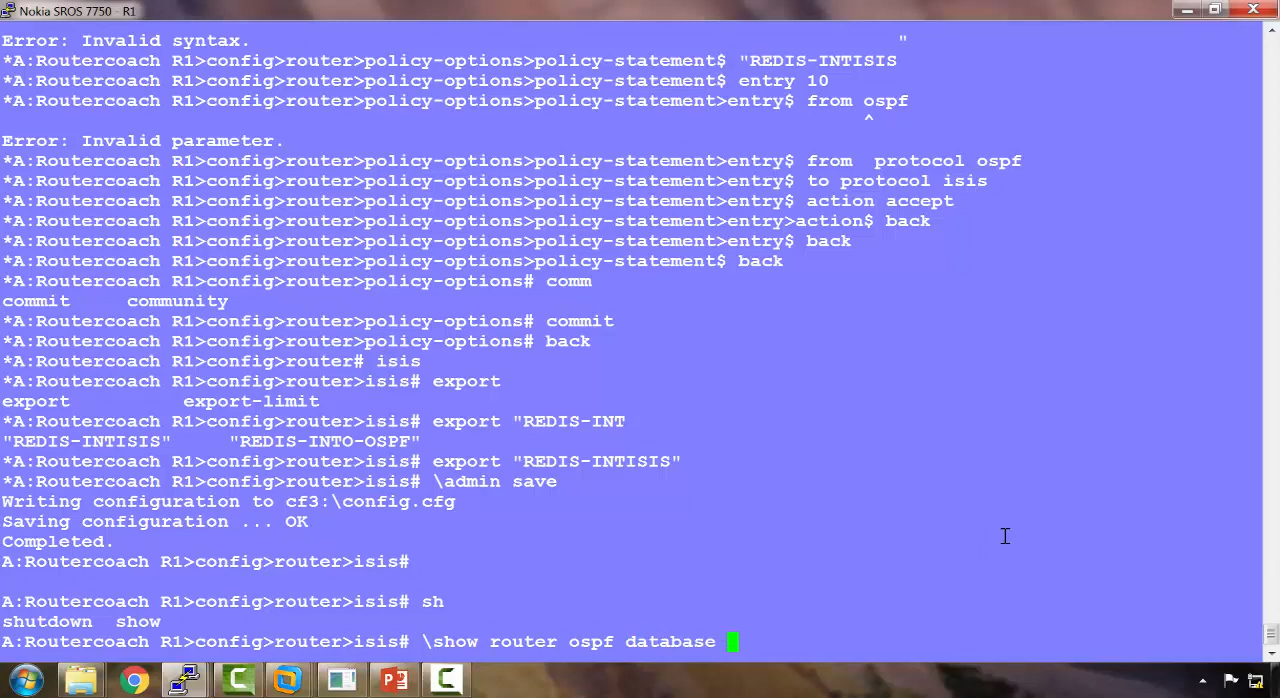 Nokia SROS 7750 - R1
Error: Invalid syntax.                                                          "
*A:Routercoach R1>config>router>policy-options>policy-statement$ "REDIS-INTISIS
*A:Routercoach R1>config>router>policy-options>policy-statement$ entry 10
*A:Routercoach R1>config>router>policy-options>policy-statement>entry$ from ospf
^
Error: Invalid parameter.
*A:Routercoach R1>config>router>policy-options>policy-statement>entry$ from  protocol ospf
*A:Routercoach R1>config>router>policy-options>policy-statement>entry$ to protocol isis
*A:Routercoach R1>config>router>policy-options>policy-statement>entry$ action accept
*A:Routercoach R1>config>router>policy-options>policy-statement>entry>action$ back
*A:Routercoach R1>config>router>policy-options>policy-statement>entry$ back
*A:Routercoach R1>config>router>policy-options>policy-statement$ back
*A:Routercoach R1>config>router>policy-options# comm
commit     community
*A:Routercoach R1>config>router>policy-options# commit
*A:Routercoach R1>config>router>policy-options# back
*A:Routercoach R1>config>router# isis
*A:Routercoach R1>config>router>isis# export
export          export-limit
*A:Routercoach R1>config>router>isis# export "REDIS-INT
"REDIS-INTISIS"     "REDIS-INTO-OSPF"
*A:Routercoach R1>config>router>isis# export "REDIS-INTISIS"
*A:Routercoach R1>config>router>isis# \admin save
Writing configuration to cf3:\config.cfg
Saving configuration ... OK
Completed.
A:Routercoach R1>config>router>isis#
A:Routercoach R1>config>router>isis# sh
shutdown  show
A:Routercoach R1>config>router>isis# \show router ospf database